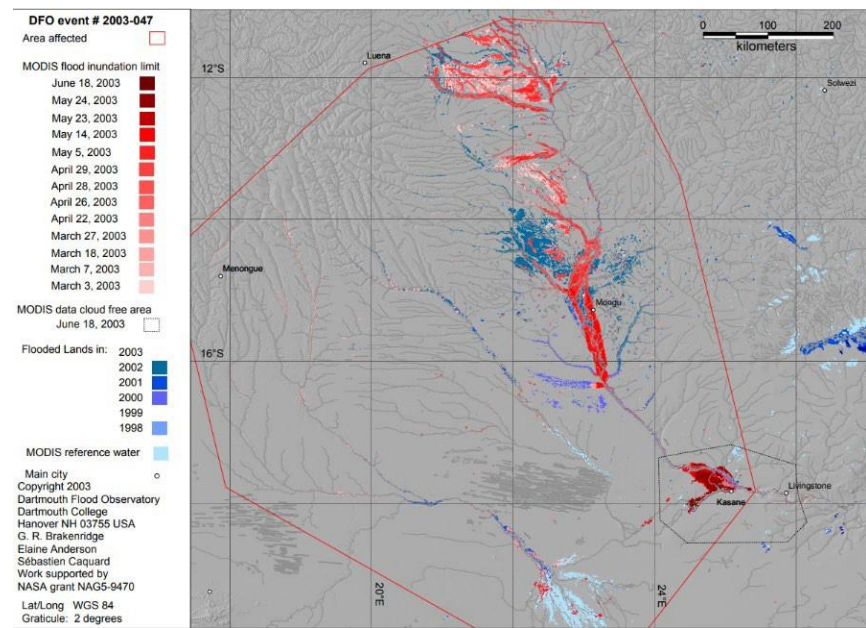 DFO event # 2003-047
Area affected
MODIS flood inundation limit
June 18, 2003
May 24, 2003
May 23, 2003
May 14, 2003
May 5, 2003
April 29, 2003
April 28, 2003
April 26, 2003
April 22, 2003
March 27, 2003
March 18, 2003
March 7, 2003
March 3, 2003
MODIS data cloud free area
June 18, 2003
Flooded Lands in: 2003
2002
2001
2000
1999
1998
MODIS reference water
Main city
Copyright 2003
Dartmouth Flood Observatory
Dartmouth College
Hanover NH 03755 USA
G. R. Brakenridge
Elaine Anderson
Sébastien Caquard
Work supported by
NASA grant NAG5-9470
Lat/Long WGS 84
Graticule: 2 degrees
0 100 200
kilometers
Luena
12°S
Solwezi
Menongue
Mongu
16°S
Livingstone
Kasane
20°E
24°E